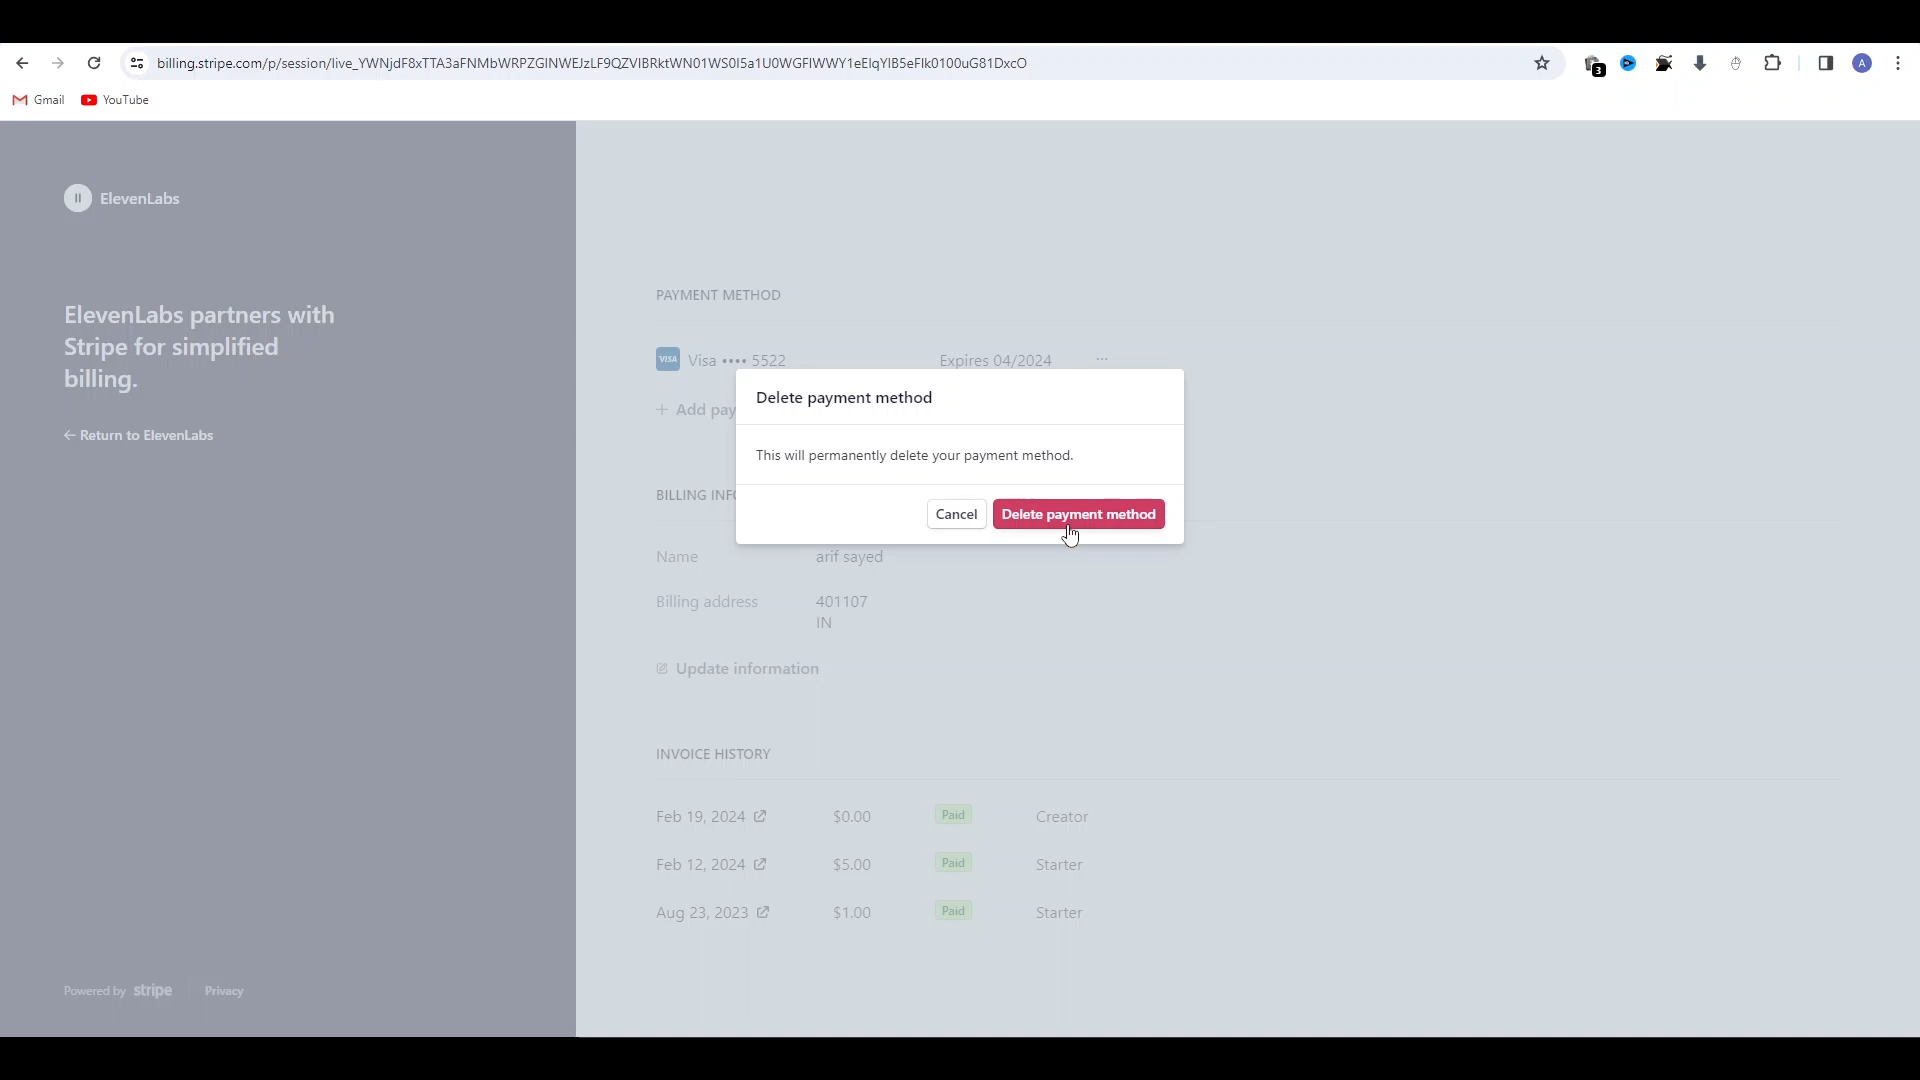 billing.stripe.com/p/session/live_YWNjdF8xTTA3aFNMbWRPZGlNWEJzLF9QZVlBRktWN01WS0I5a1U0WGFIWWY1eElqYlB5eFlk0100uG81DxcO
3
A
Gmail YouTube
ElevenLabs
ElevenLabs partners with
Stripe for simplified
billing.
Return to ElevenLabs
Powered by stripe Privacy
PAYMENT METHOD
VISA Visa •••• 5522 Expires 04/2024 ...
+ Add pay
Delete payment method
This will permanently delete your payment method.
Cancel Delete payment method
BILLING INFO
Name arif sayed
Billing address 401107
IN
Update information
INVOICE HISTORY
Feb 19, 2024 $0.00 Paid Creator
Feb 12, 2024 $5.00 Paid Starter
Aug 23, 2023 $1.00 Paid Starter